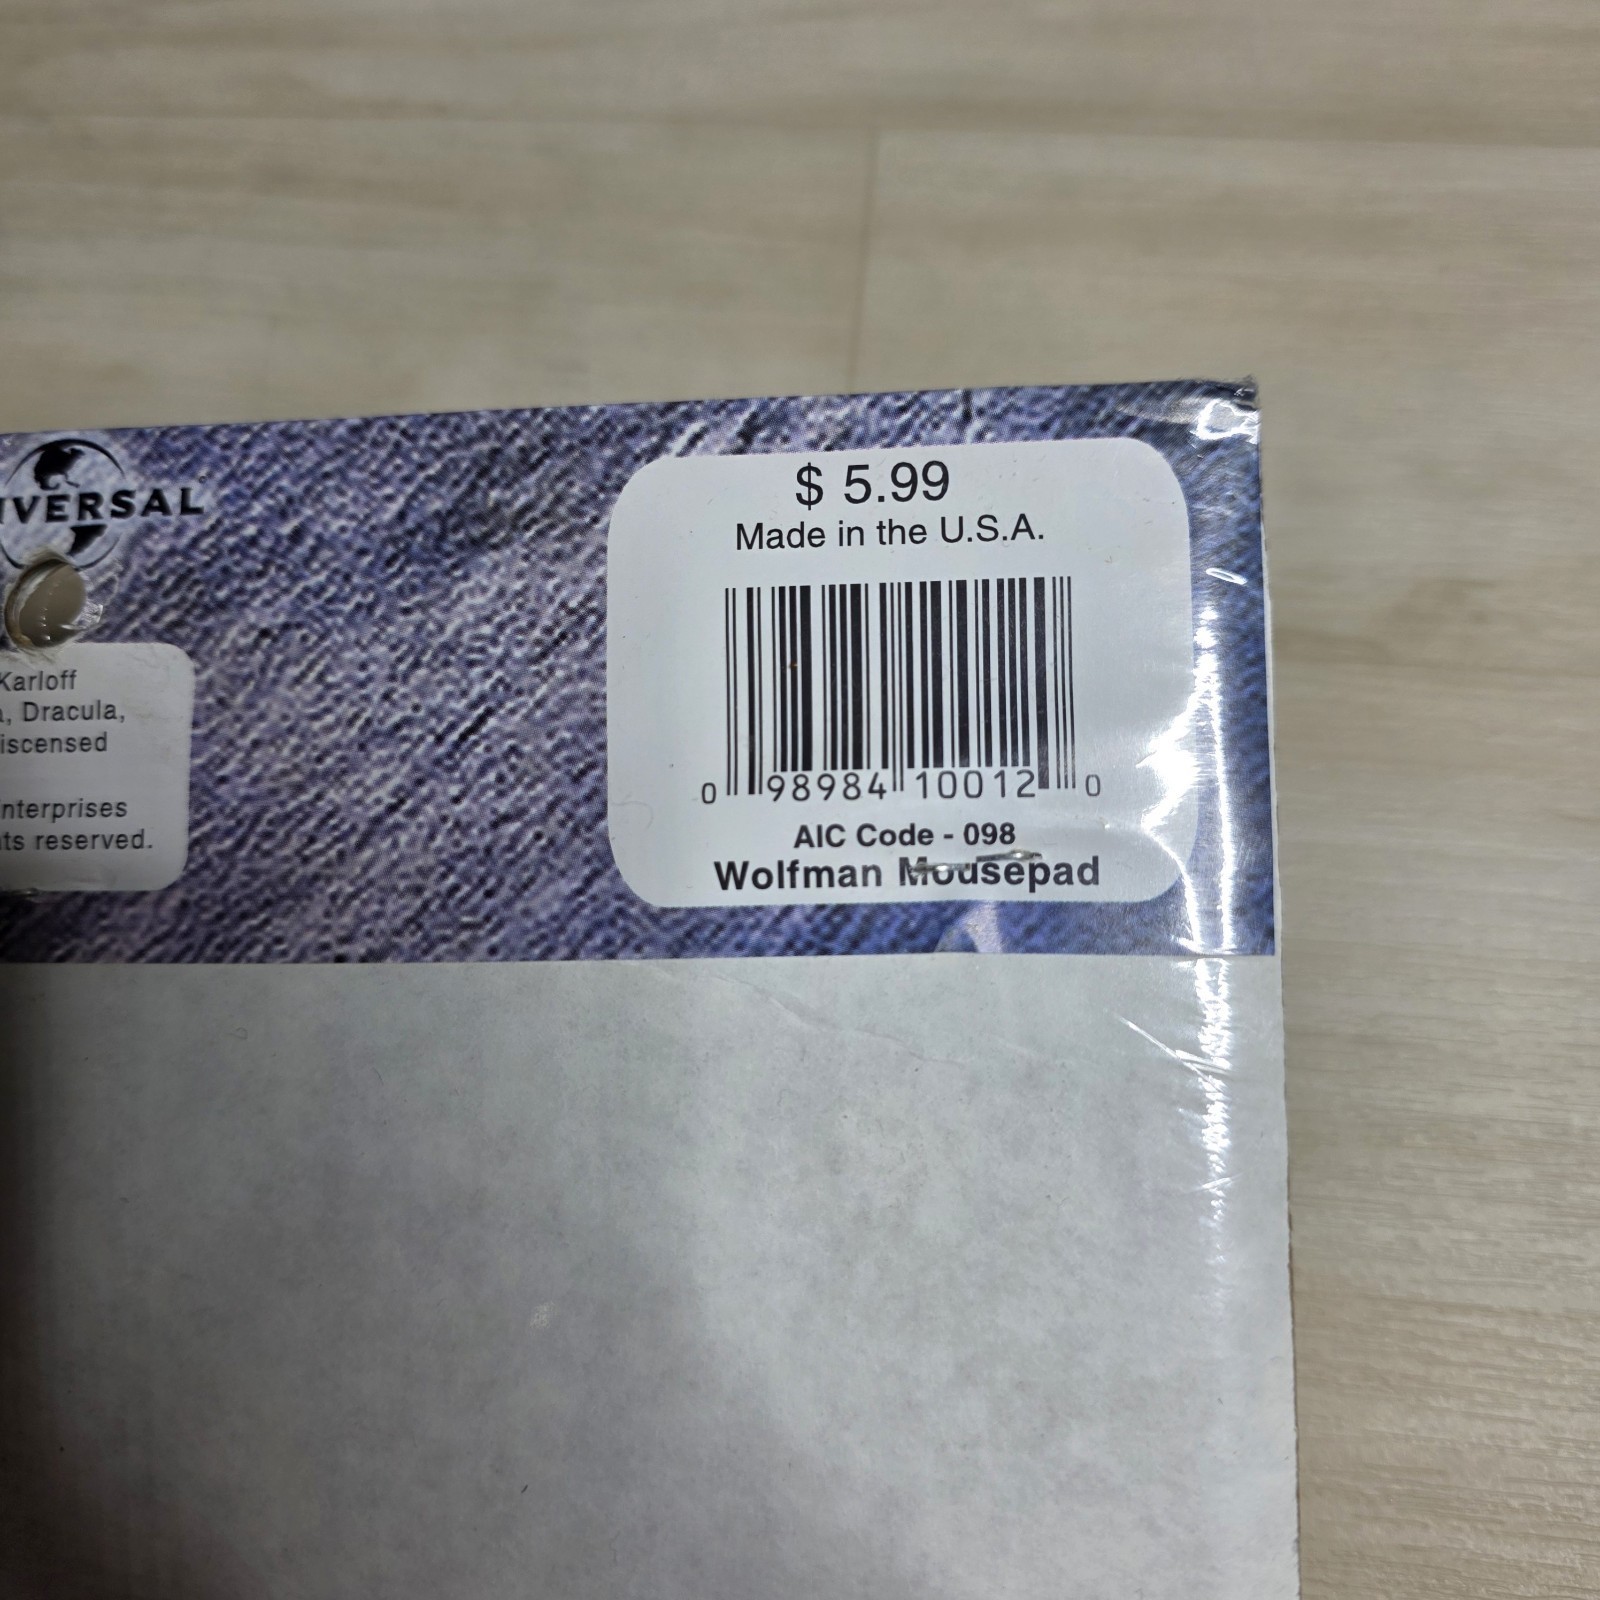 IVERSAL
Karloff
, Dracula,
iscensed
nterprises
ts reserved.
$ 5.99
Made in the U.S.A.
0 98984 10012 0
AIC Code - 098
Wolfman Mousepad